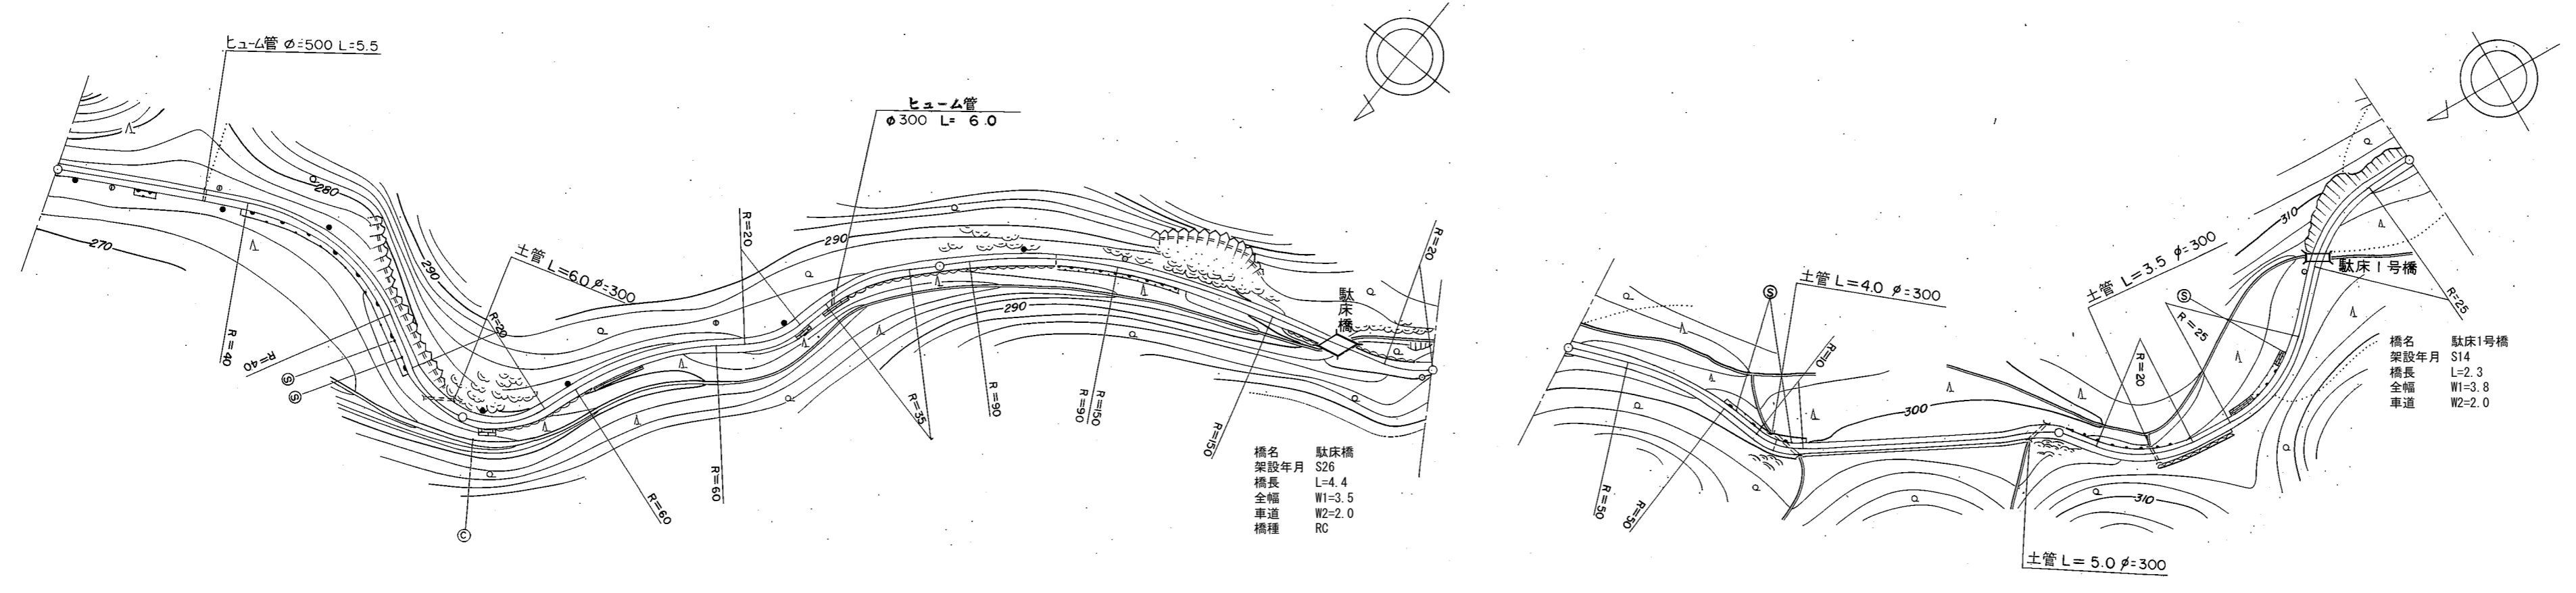 ヒューム管 φ=500 L=5.5
280
270
290
R=40
R=40
Ⓢ
Ⓢ
土管 L=6.0 φ=300
R=20
Ⓒ
R=60
R=60
R=20
290
ヒューム管
φ300 L= 6.0
R=35
R=90
290
R=150
R=90
R=150
駄床橋
R=20
橋名 駄床橋
架設年月 S26
橋長 L=4.4
全幅 W1=3.5
車道 W2=2.0
橋種 RC
R=50
R=50
Ⓢ
土管 L=4.0 φ=300
R=10
300
土管 L=5.0 φ=300
土管 L=3.5 φ=300
R=20
Ⓢ
R=25
310
310
駄床1号橋
R=25
橋名 駄床1号橋
架設年月 S14
橋長 L=2.3
全幅 W1=3.8
車道 W2=2.0